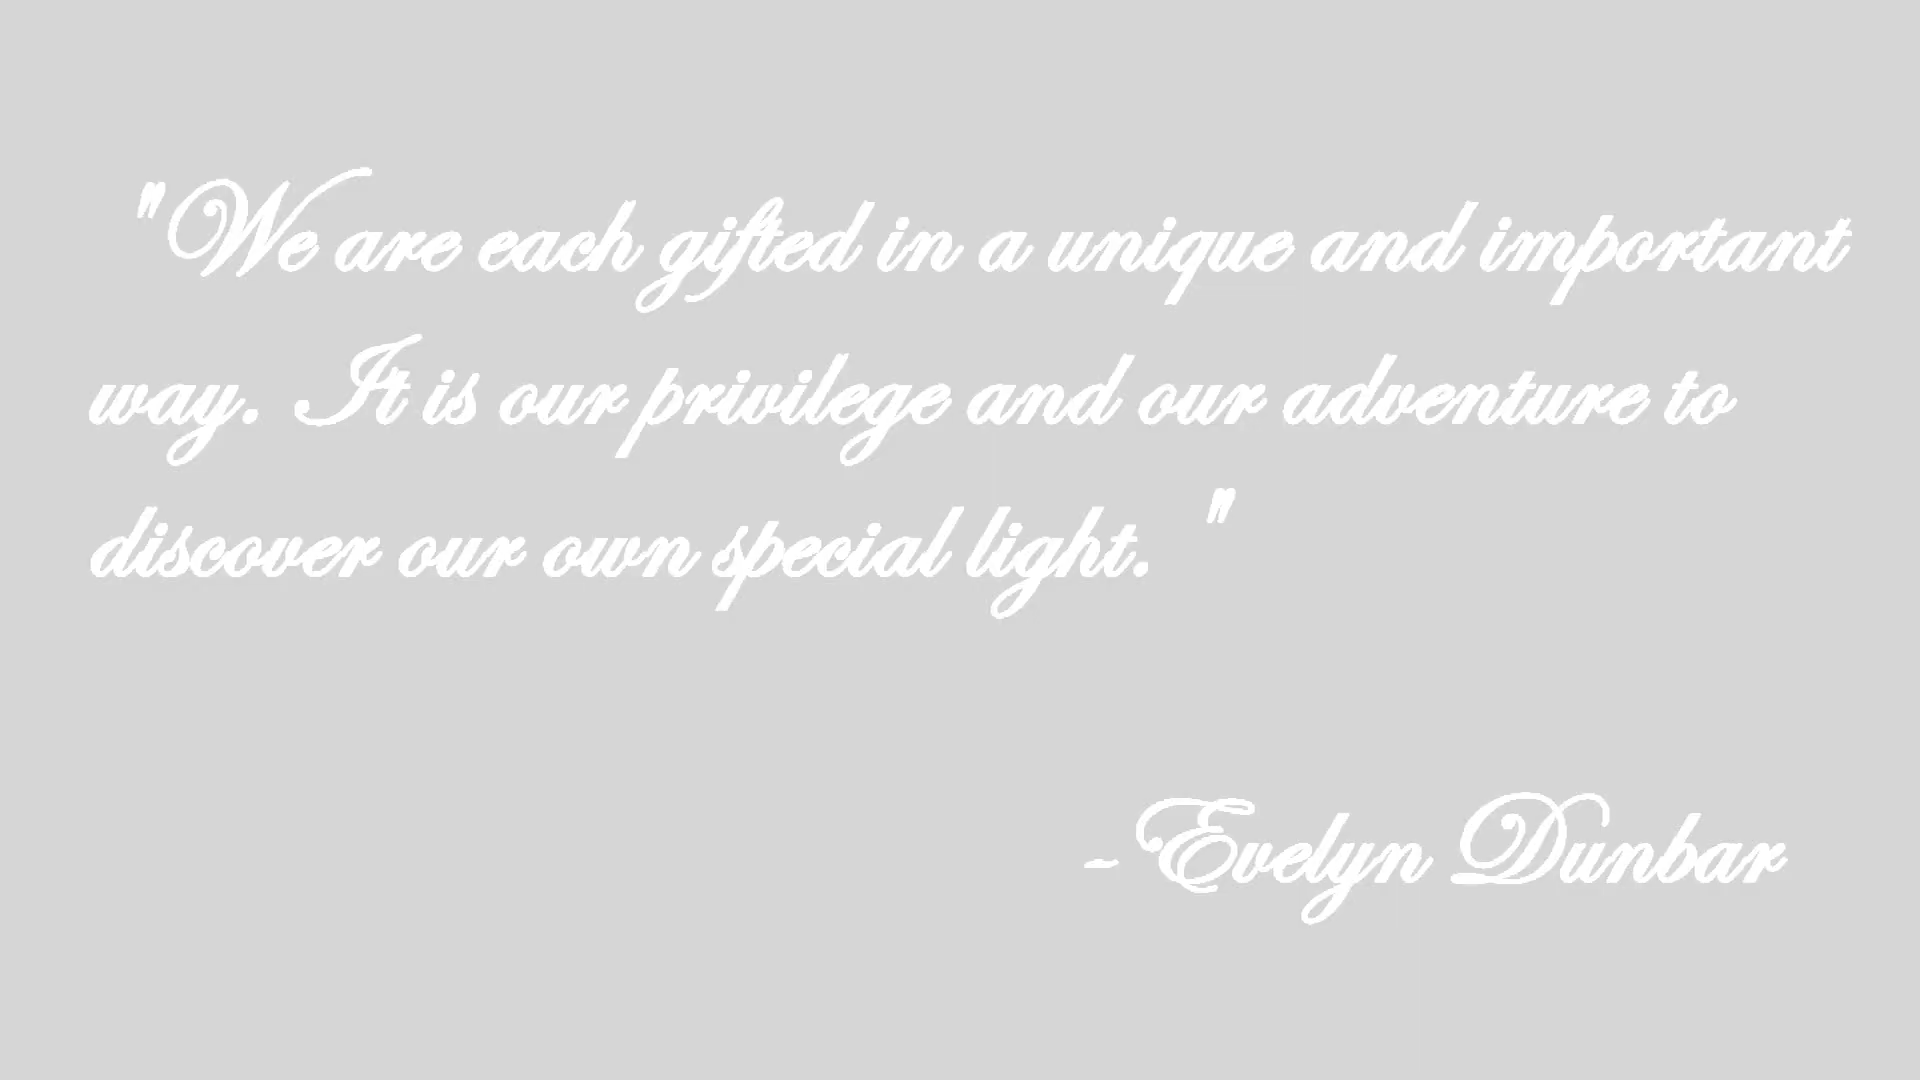 "We are each gifted in a unique and important
way. It is our privilege and our adventure to
discover our own special light. "
-Evelyn Dunbar